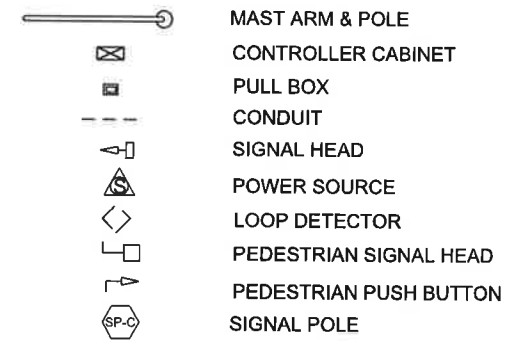 MAST ARM & POLE
CONTROLLER CABINET
PULL BOX
CONDUIT
SIGNAL HEAD
S POWER SOURCE
LOOP DETECTOR
PEDESTRIAN SIGNAL HEAD
PEDESTRIAN PUSH BUTTON
SP-C SIGNAL POLE